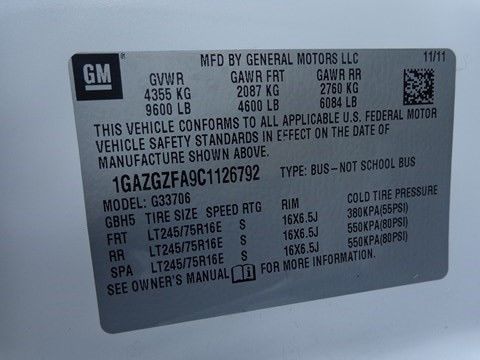 MFD BY GENERAL MOTORS LLC 11/11
GM GVWR GAWR FRT GAWR RR
4355 KG 2087 KG 2760 KG
9600 LB 4600 LB 6084 LB
THIS VEHICLE CONFORMS TO ALL APPLICABLE U.S. FEDERAL MOTOR
VEHICLE SAFETY STANDARDS IN EFFECT ON THE DATE OF
MANUFACTURE SHOWN ABOVE.
1GAZGZFA9C1126792 TYPE: BUS-NOT SCHOOL BUS
MODEL: G33706
GBH5 TIRE SIZE SPEED RTG RIM COLD TIRE PRESSURE
FRT LT245/75R16E S 16X6.5J 380KPA(55PSI)
RR LT245/75R16E S 16X6.5J 550KPA(80PSI)
SPA LT245/75R16E S 16X6.5J 550KPA(80PSI)
SEE OWNER'S MANUAL FOR MORE INFORMATION